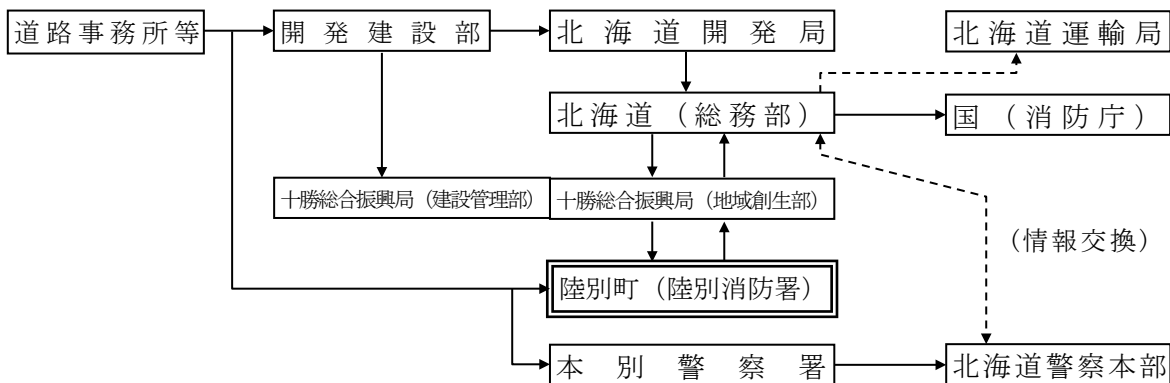 道路事務所等
開発建設部
北海道開発局
北海道運輸局
北海道（総務部）
国（消防庁）
十勝総合振興局（建設管理部）
十勝総合振興局（地域創生部）
（情報交換）
陸別町（陸別消防署）
本別警察署
北海道警察本部